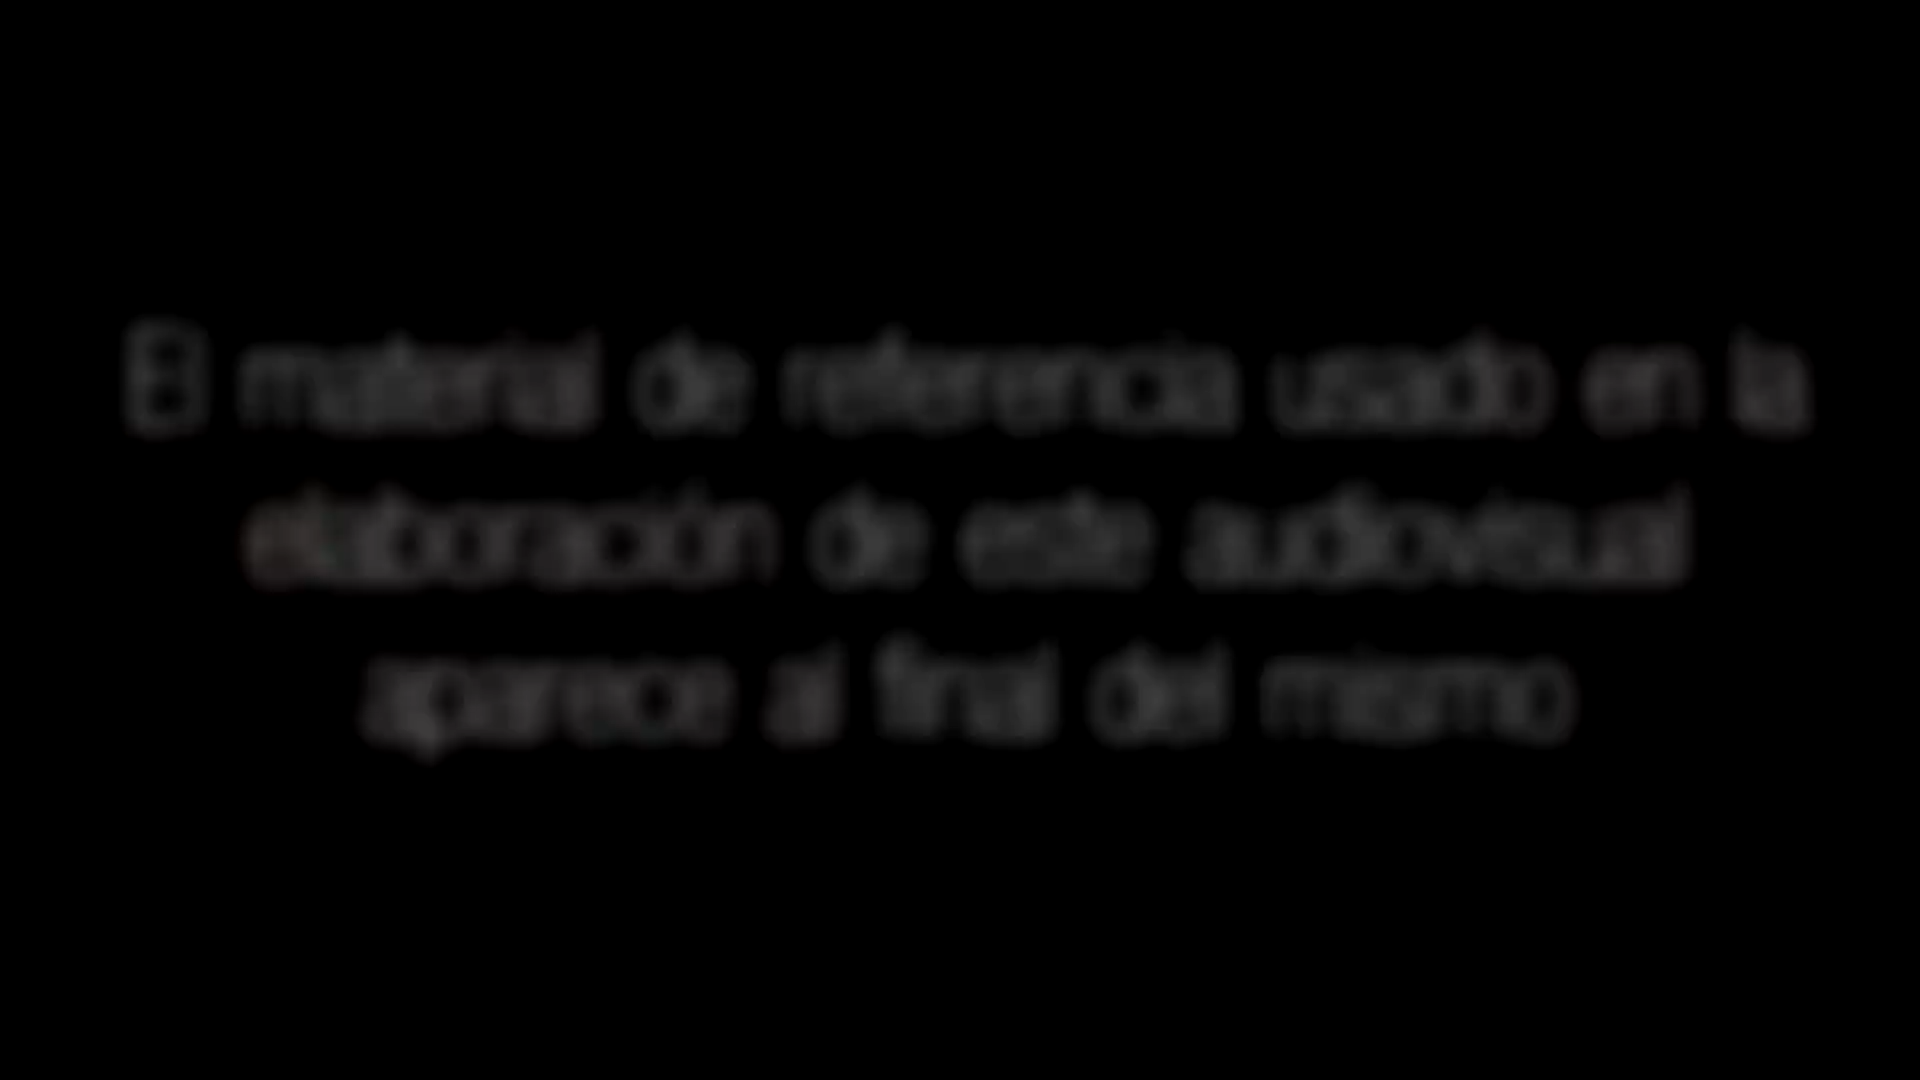 El material de referencia usado en la
elaboración de este audiovisual
aparece al final del mismo